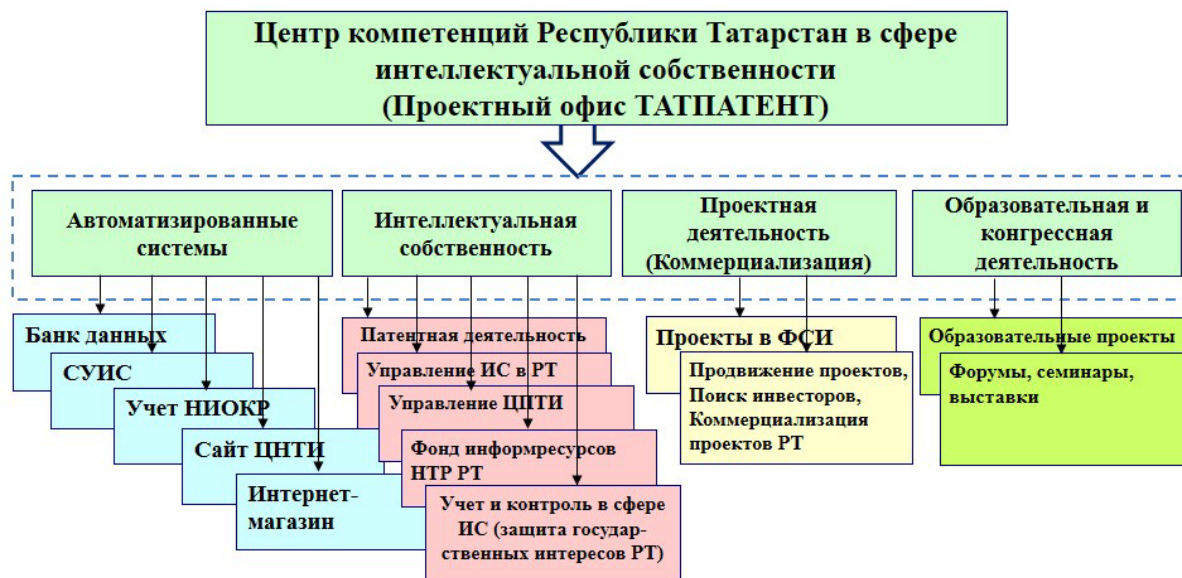 Центр компетенций Республики Татарстан в сфере
интеллектуальной собственности
(Проектный офис ТАТПАТЕНТ)
Автоматизированные
системы
Интеллектуальная
собственность
Проектная
деятельность
(Коммерциализация)
Образовательная и
конгрессная
деятельность
Банк данных
СУИС
Учет НИОКР
Сайт ЦНТИ
Интернет-
магазин
Патентная деятельность
Управление ИС в РТ
Управление ЦПТИ
Фонд информресурсов
НТР РТ
Учет и контроль в сфере
ИС (защита государ-
ственных интересов РТ)
Проекты в ФСИ
Продвижение проектов,
Поиск инвесторов,
Коммерциализация
проектов РТ
Образовательные проекты
Форумы, семинары,
выставки